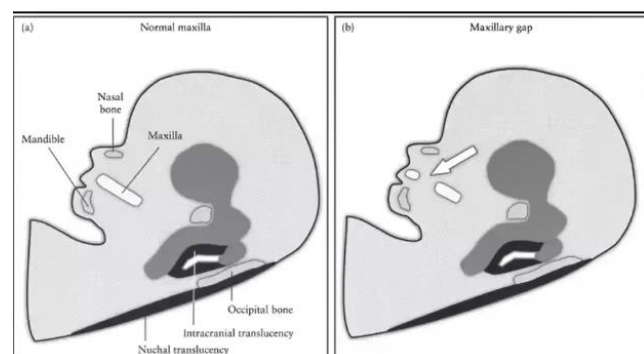 (a)
Normal maxilla
Nasal
bone
Mandible
Maxilla
Occipital bone
Intracranial translucency
Nuchal translucency
(b)
Maxillary gap